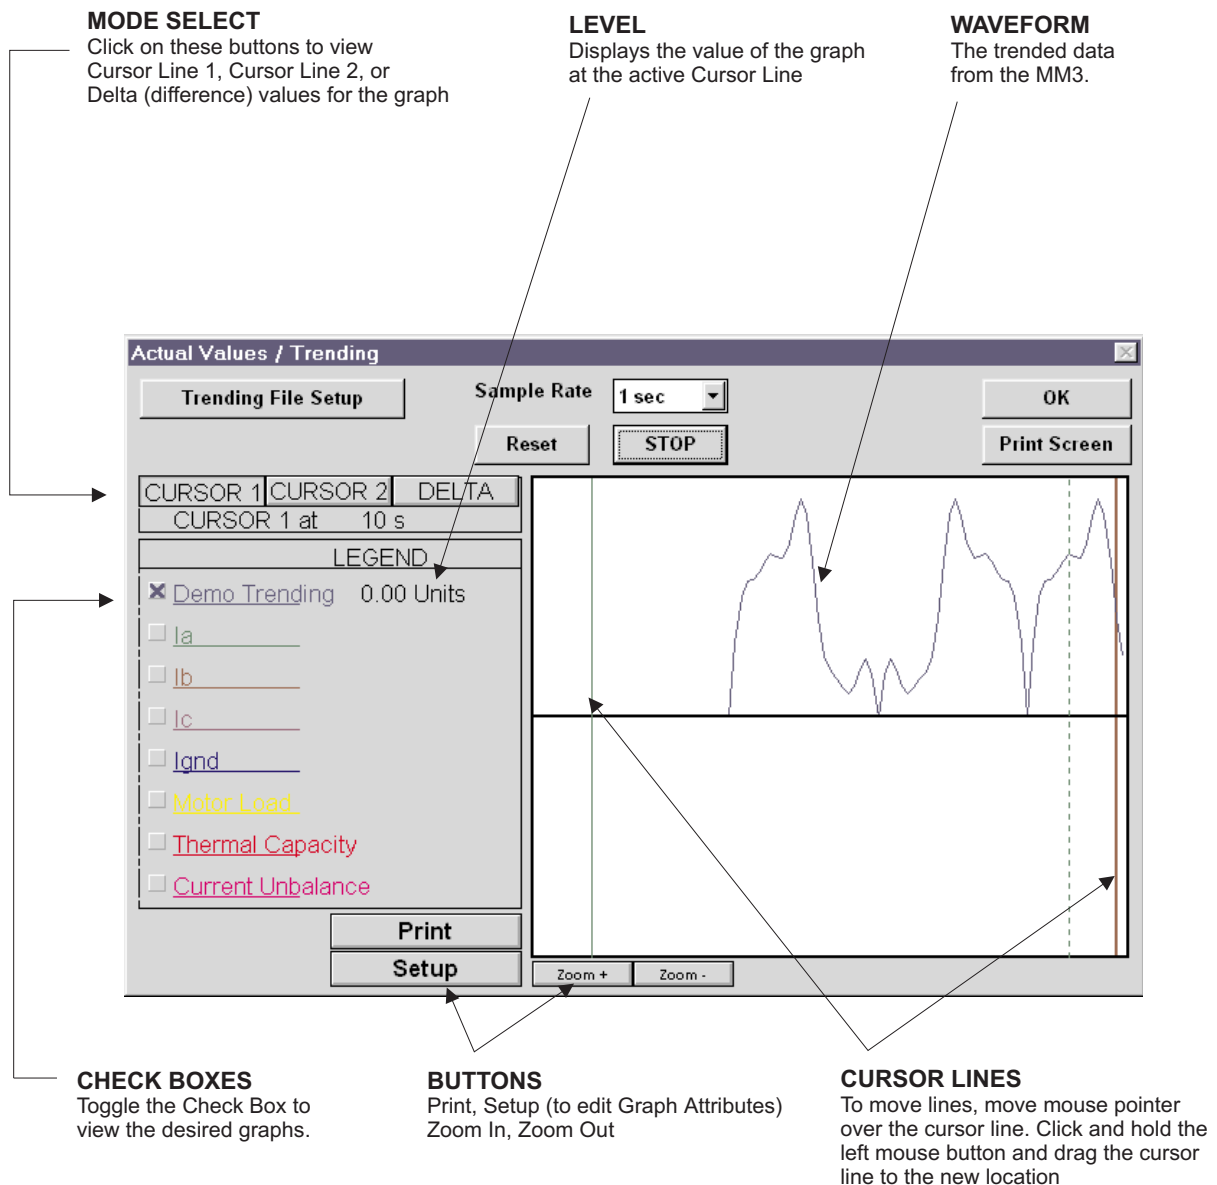 MODE SELECT
Click on these buttons to view
Cursor Line 1, Cursor Line 2, or
Delta (difference) values for the graph
LEVEL
Displays the value of the graph
at the active Cursor Line
WAVEFORM
The trended data
from the MM3.
Actual Values / Trending
Trending File Setup
Sample Rate
1 sec
OK
Reset
STOP
Print Screen
CURSOR 1
CURSOR 2
DELTA
CURSOR 1 at 10 s
LEGEND
Demo Trending 0.00 Units
Ia
Ib
Ic
Ignd
Motor Load
Thermal Capacity
Current Unbalance
Print
Setup
Zoom +
Zoom -
CHECK BOXES
Toggle the Check Box to
view the desired graphs.
BUTTONS
Print, Setup (to edit Graph Attributes)
Zoom In, Zoom Out
CURSOR LINES
To move lines, move mouse pointer
over the cursor line. Click and hold the
left mouse button and drag the cursor
line to the new location